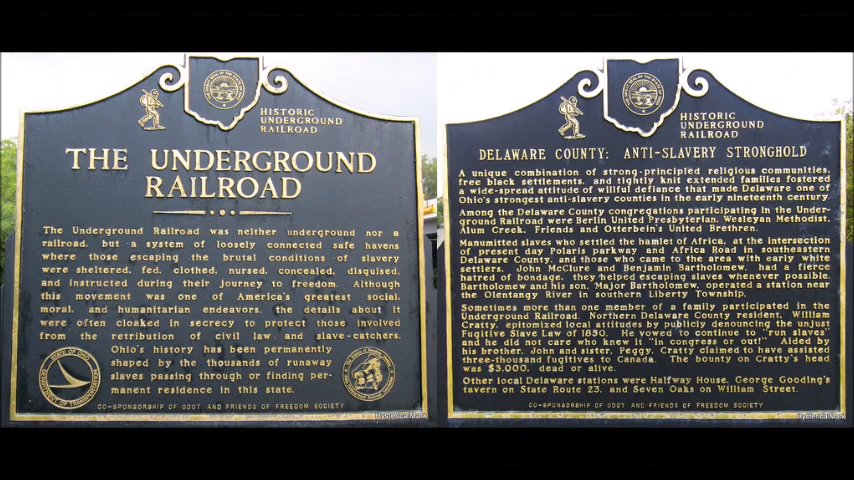 HISTORIC
UNDERGROUND
RAILROAD
THE UNDERGROUND
RAILROAD
The Underground Railroad was neither underground nor a
railroad, but a system of loosely connected safe havens
where those escaping the brutal conditions of slavery
were sheltered, fed, clothed, nursed, concealed, disguised,
and instructed during their journey to freedom. Although
this movement was one of America's greatest social,
moral, and humanitarian endeavors, the details about it
were often cloaked in secrecy to protect those involved
from the retribution of civil law and slave-catchers.
Ohio's history has been permanently
shaped by the thousands of runaway
slaves passing through or finding per-
manent residence in this state.
CO-SPONSORSHIP OF ODOT AND FRIENDS OF FREEDOM SOCIETY
HISTORIC
UNDERGROUND
RAILROAD
DELAWARE COUNTY: ANTI-SLAVERY STRONGHOLD
A unique combination of strong-principled religious communities,
free black settlements, and tightly knit extended families fostered
a wide-spread attitude of willful defiance that made Delaware one of
Ohio's strongest anti-slavery counties in the early nineteenth century.
Among the Delaware County congregations participating in the Under-
ground Railroad were Berlin United Presbyterian, Wesleyan Methodist,
Alum Creek, Friends and Otterbein's United Brethren.
Manumitted slaves who settled the hamlet of Africa, at the intersection
of present day Polaris parkway and Africa Road in southeastern
Delaware County, and those who came to the area with early white
settlers, John McClure and Benjamin Bartholomew, had a fierce
hatred of bondage, they helped escaping slaves whenever possible.
Bartholomew and his son, Major Bartholomew, operated a station near
the Olentangy River in southern Liberty Township.
Sometimes more than one member of a family participated in the
Underground Railroad. Northern Delaware County resident, William
Cratty, epitomized local attitudes by publicly denouncing the unjust
Fugitive Slave Law of 1850. He vowed to continue to "run slaves"
and he did not care who knew it "in congress or out!" Aided by
his brother, John and sister, Peggy, Cratty claimed to have assisted
three-thousand fugitives to Canada. The bounty on Cratty's head
was $3,000, dead or alive.
Other local Delaware stations were Halfway House, George Gooding's
tavern on State Route 23, and Seven Oaks on William Street.
CO-SPONSORSHIP OF ODOT AND FRIENDS OF FREEDOM SOCIETY